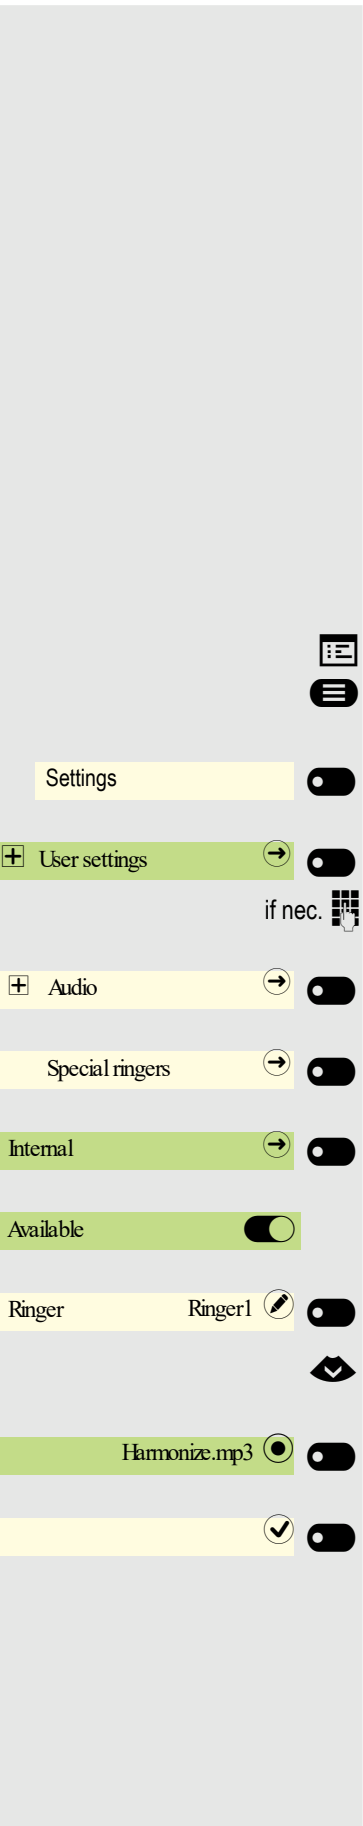 Settings
User settings
if nec.
Audio
Special ringers
Internal
Available
Ringer Ringer1
Harmonize.mp3